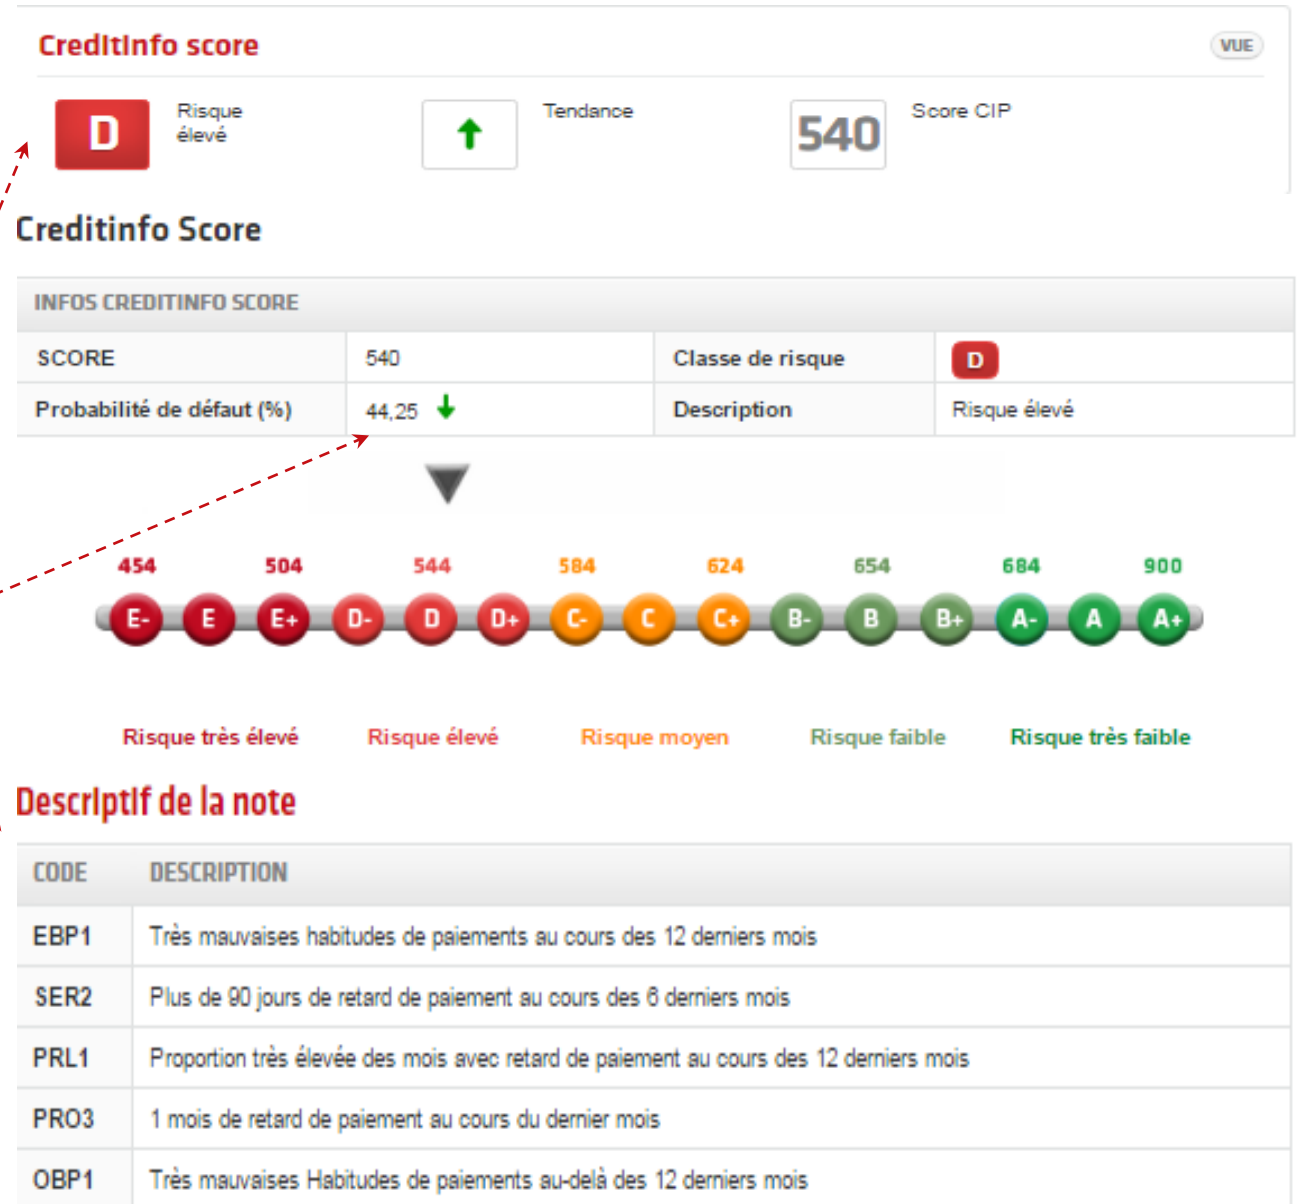 CreditInfo score
VUE
D
Risque
élevé
Tendance
540
Score CIP
Creditinfo Score
INFOS CREDITINFO SCORE
SCORE 540 Classe de risque D
Probabilité de défaut (%) 44,25 Description Risque élevé
454 504 544 584 624 654 684 900
E- E E+ D- D D+ C- C C+ B- B B+ A- A A+
Risque très élevé Risque élevé Risque moyen Risque faible Risque très faible
Descriptif de la note
CODE DESCRIPTION
EBP1 Très mauvaises habitudes de paiements au cours des 12 derniers mois
SER2 Plus de 90 jours de retard de paiement au cours des 6 derniers mois
PRL1 Proportion très élevée des mois avec retard de paiement au cours des 12 derniers mois
PRO3 1 mois de retard de paiement au cours du dernier mois
OBP1 Très mauvaises Habitudes de paiements au-delà des 12 derniers mois